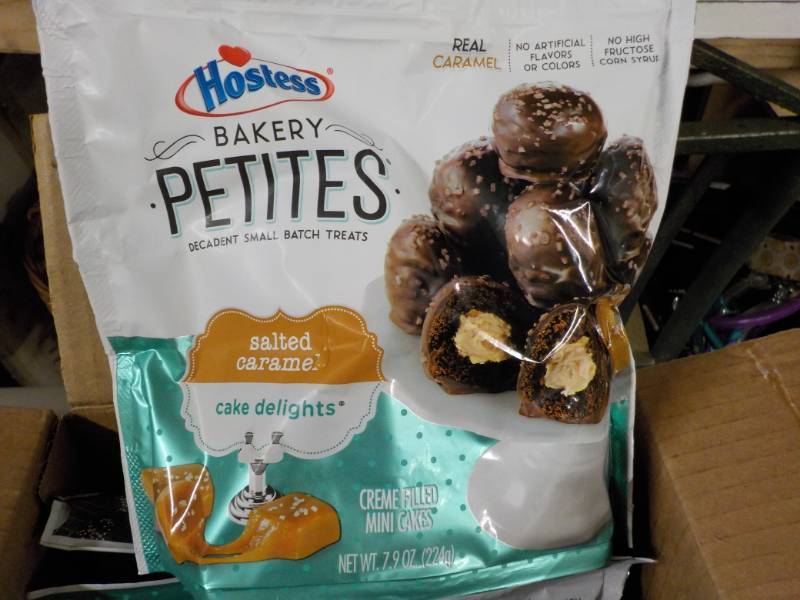 Hostess®
BAKERY
PETITES
DECADENT SMALL BATCH TREATS
REAL
CARAMEL
NO ARTIFICIAL
FLAVORS
OR COLORS
NO HIGH
FRUCTOSE
CORN SYRUP
salted
caramel
cake delights®
CREME FILLED
MINI CAKES
NET WT. 7.9 OZ. (224g)